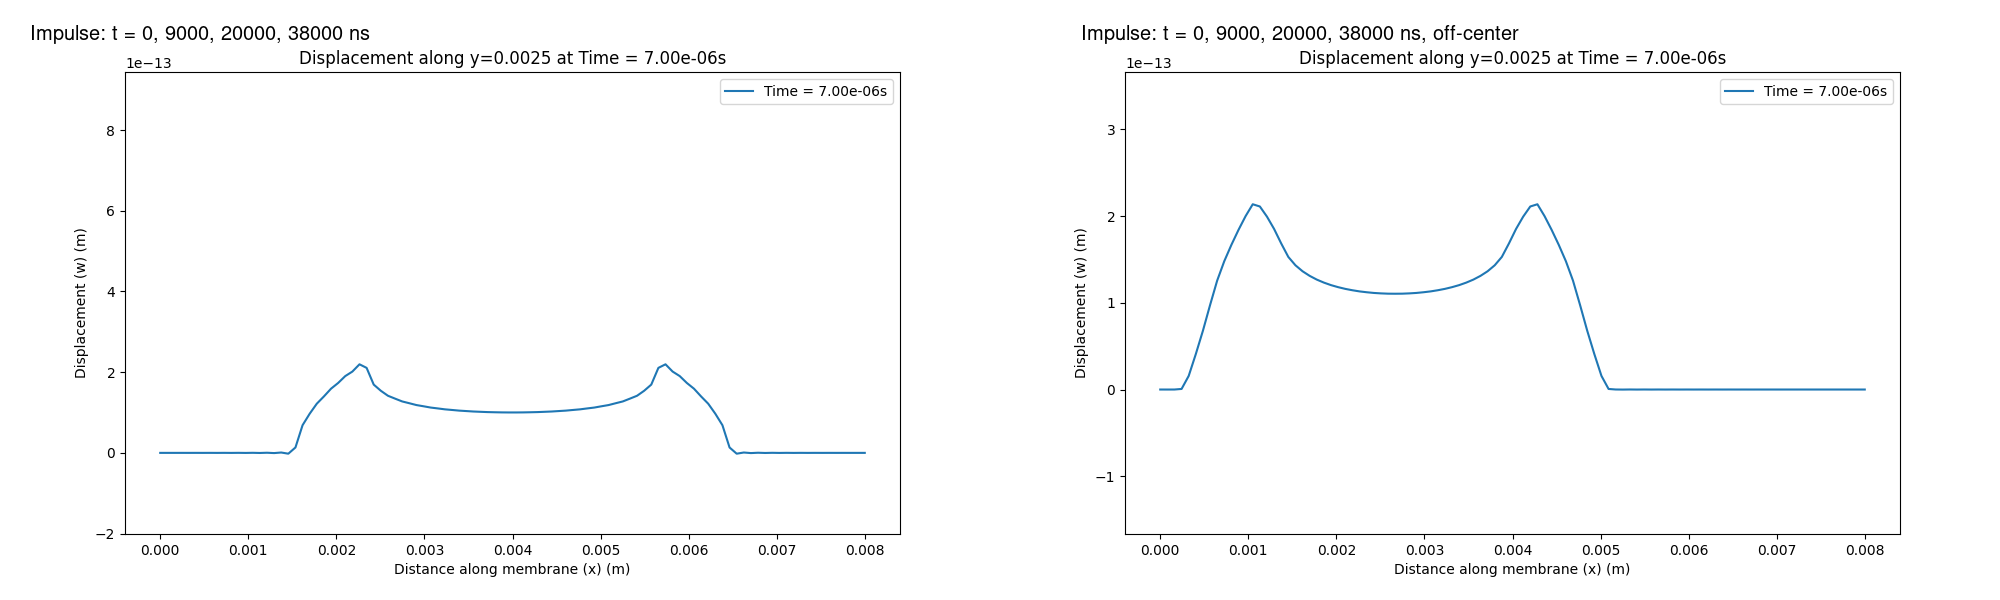 Impulse: t = 0, 9000, 20000, 38000 ns
Displacement along y=0.0025 at Time = 7.00e-06s
1e−13
Time = 7.00e-06s
8
6
4
2
0
−2
Displacement (w) (m)
0.000 0.001 0.002 0.003 0.004 0.005 0.006 0.007 0.008
Distance along membrane (x) (m)
Impulse: t = 0, 9000, 20000, 38000 ns, off-center
Displacement along y=0.0025 at Time = 7.00e-06s
1e−13
Time = 7.00e-06s
3
2
1
0
−1
Displacement (w) (m)
0.000 0.001 0.002 0.003 0.004 0.005 0.006 0.007 0.008
Distance along membrane (x) (m)